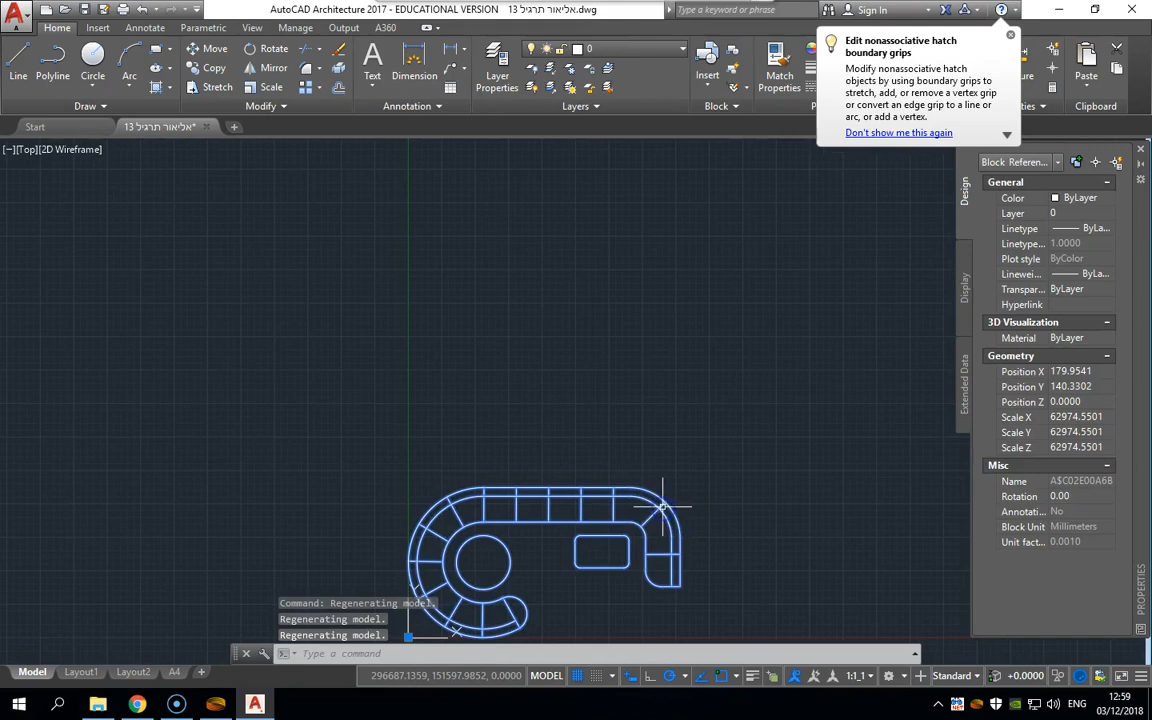 AutoCAD Architecture 2017 - EDUCATIONAL VERSION אליאור תרגיל 13.dwg
Type a keyword or phrase
Sign In
Home Insert Annotate Parametric View Manage Output A360
Line Polyline Circle Arc
Move Rotate
Copy Mirror
Stretch Scale
Text Dimension
Layer Properties
0
Insert
Match Properties
Paste
Draw Modify Annotation Layers Block Clipboard
Edit nonassociative hatch
boundary grips
Modify nonassociative hatch
objects by using boundary grips to
stretch, add, or remove a vertex grip
or convert an edge grip to a line or
arc, or add a vertex.
Don't show me this again
Start
אליאור תרגיל 13*
[−][Top][2D Wireframe]
Block Referen...
Design
Display
Extended Data
PROPERTIES
General
Color ByLayer
Layer 0
Linetype ByLa...
Linetype... 1.0000
Plot style ByColor
Linewei... ByLa...
Transpar... ByLayer
Hyperlink
3D Visualization
Material ByLayer
Geometry
Position X 179.9541
Position Y 140.3302
Position Z 0.0000
Scale X 62974.5501
Scale Y 62974.5501
Scale Z 62974.5501
Misc
Name A$C02E00A6B
Rotation 0.00
Annotati... No
Block Unit Millimeters
Unit fact... 0.0010
Command: Regenerating model.
Regenerating model.
Regenerating model.
Type a command
Model Layout1 Layout2 A4
296687.1359, 151597.9852, 0.0000 MODEL 1:1 Standard +0.0000
ENG
12:59
03/12/2018